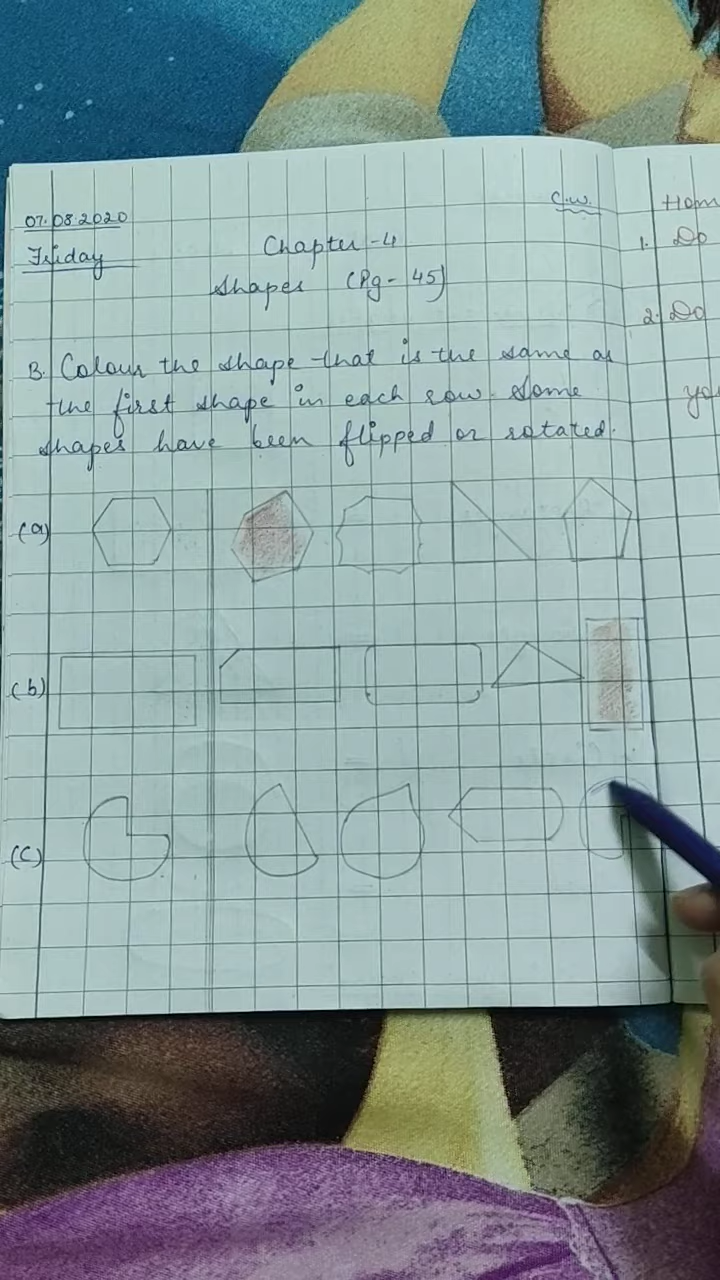 07.08.2020
C.W.
Friday
Chapter -4
Shapes (Pg - 45)
B. Colour the shape that is the same as
the first shape in each row. Some
shapes have been flipped or rotated.
(a)
(b)
(c)
Hom
1. Do
2. Do
you